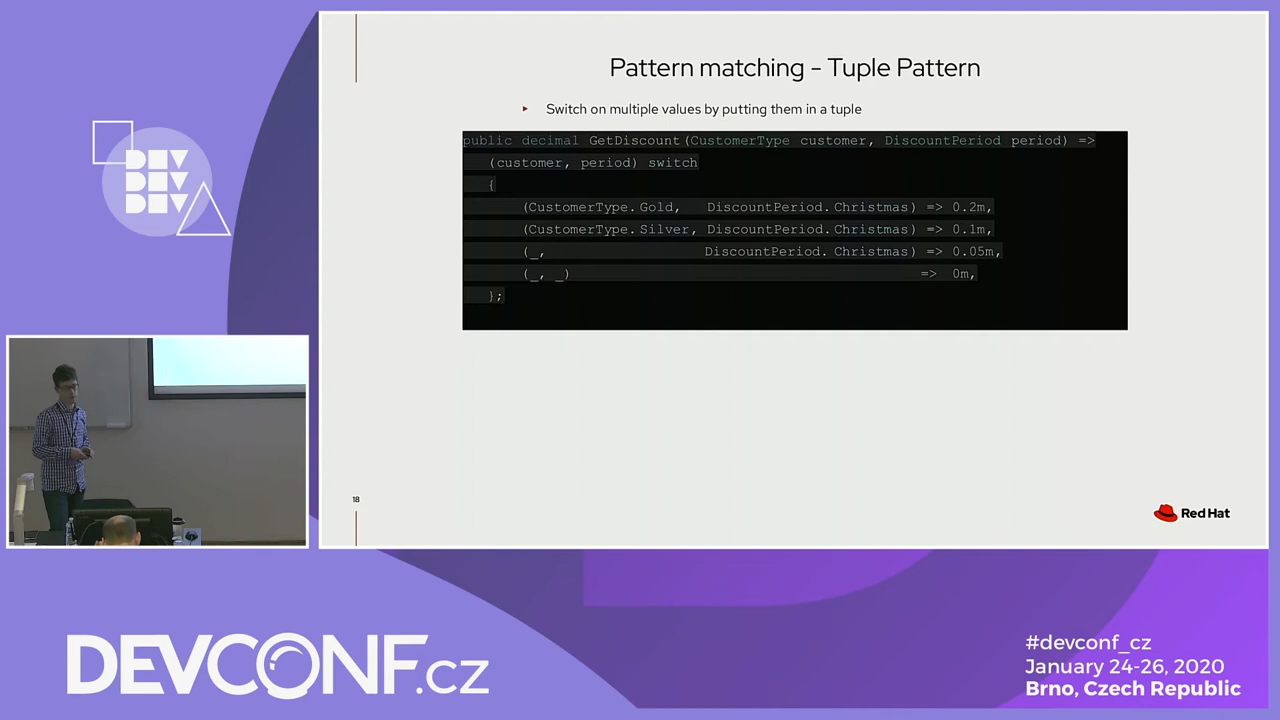 DEV
DEV
DEV
Pattern matching - Tuple Pattern
Switch on multiple values by putting them in a tuple
public decimal GetDiscount(CustomerType customer, DiscountPeriod period) =>
(customer, period) switch
{
(CustomerType.Gold, DiscountPeriod.Christmas) => 0.2m,
(CustomerType.Silver, DiscountPeriod.Christmas) => 0.1m,
(_, DiscountPeriod.Christmas) => 0.05m,
(_, _) => 0m,
};
18
Red Hat
DEVCONF.cz
#devconf_cz
January 24-26, 2020
Brno, Czech Republic